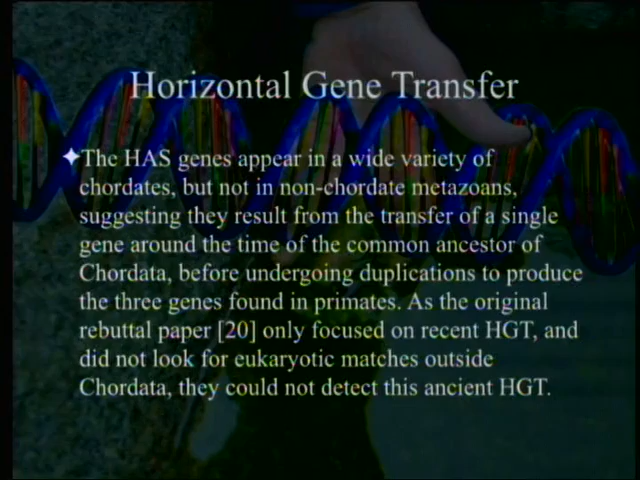 Horizontal Gene Transfer
✦The HAS genes appear in a wide variety of
chordates, but not in non-chordate metazoans,
suggesting they result from the transfer of a single
gene around the time of the common ancestor of
Chordata, before undergoing duplications to produce
the three genes found in primates. As the original
rebuttal paper [20] only focused on recent HGT, and
did not look for eukaryotic matches outside
Chordata, they could not detect this ancient HGT.